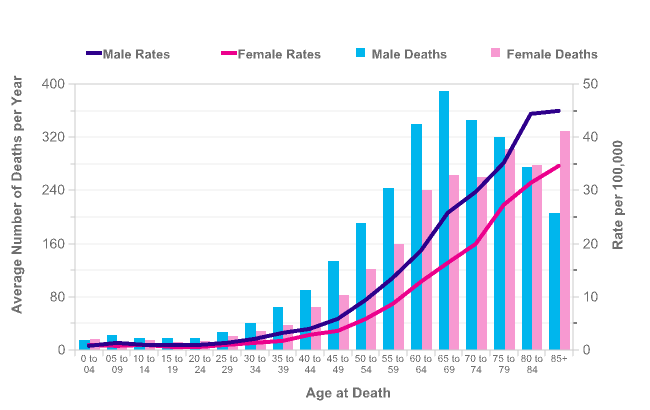 Male Rates Female Rates Male Deaths Female Deaths
Average Number of Deaths per Year
400
320
240
160
80
0
50
40
30
20
10
0
Rate per 100,000
0 to 04
05 to 09
10 to 14
15 to 19
20 to 24
25 to 29
30 to 34
35 to 39
40 to 44
45 to 49
50 to 54
55 to 59
60 to 64
65 to 69
70 to 74
75 to 79
80 to 84
85+
Age at Death